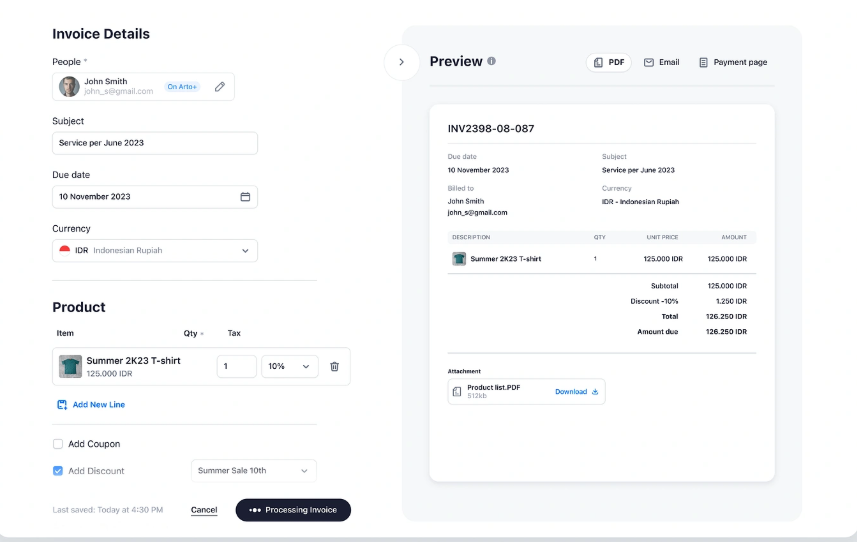 Invoice Details
People *
John Smith
john_s@gmail.com
On Arto+
Subject
Service per June 2023
Due date
10 November 2023
Currency
IDR Indonesian Rupiah
Product
Item Qty Tax
Summer 2K23 T-shirt
125.000 IDR
1 10%
Add New Line
Add Coupon
Add Discount Summer Sale 10th
Last saved: Today at 4:30 PM Cancel Processing Invoice
Preview PDF Email Payment page
INV2398-08-087
Due date Subject
10 November 2023 Service per June 2023
Billed to Currency
John Smith IDR - Indonesian Rupiah
john_s@gmail.com
DESCRIPTION QTY UNIT PRICE AMOUNT
Summer 2K23 T-shirt 1 125.000 IDR 125.000 IDR
Subtotal 125.000 IDR
Discount -10% 1.250 IDR
Total 126.250 IDR
Amount due 126.250 IDR
Attachment
Product list.PDF
512kb
Download